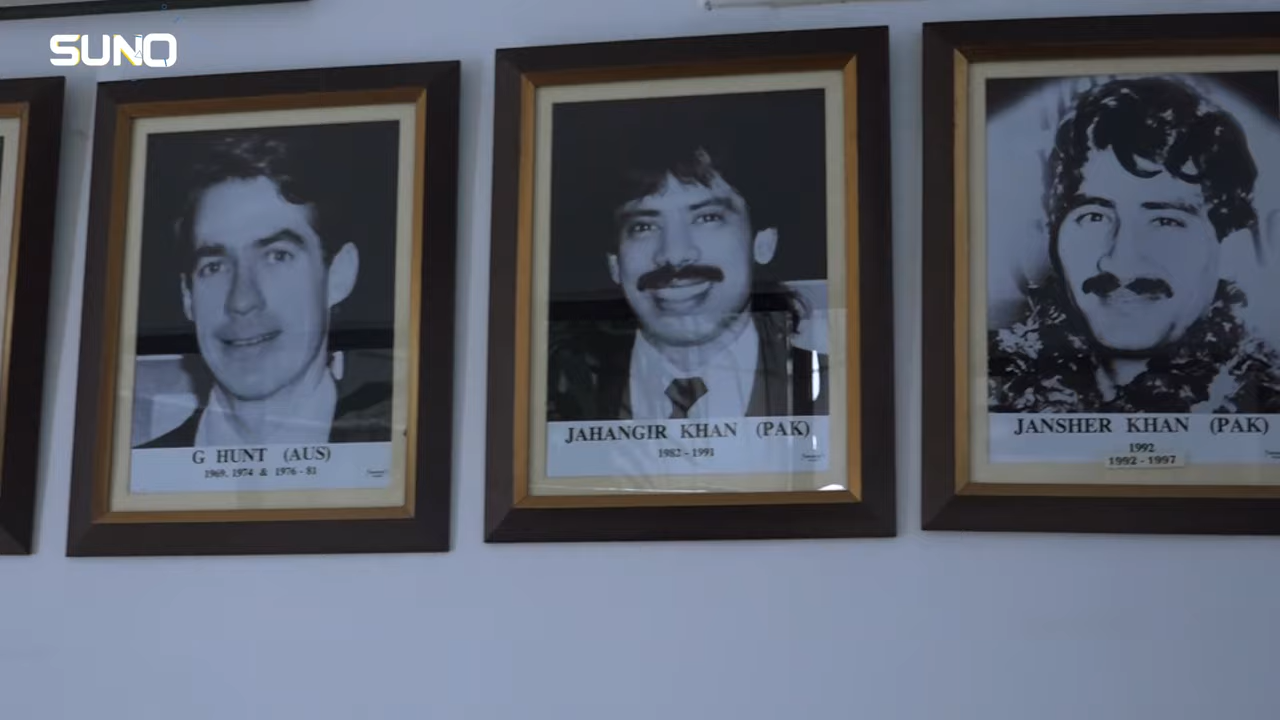 SUNO
G HUNT (AUS)
1969, 1974 & 1976 - 81
JAHANGIR KHAN (PAK)
1982 - 1991
JANSHER KHAN (PAK)
1992
1992 - 1997